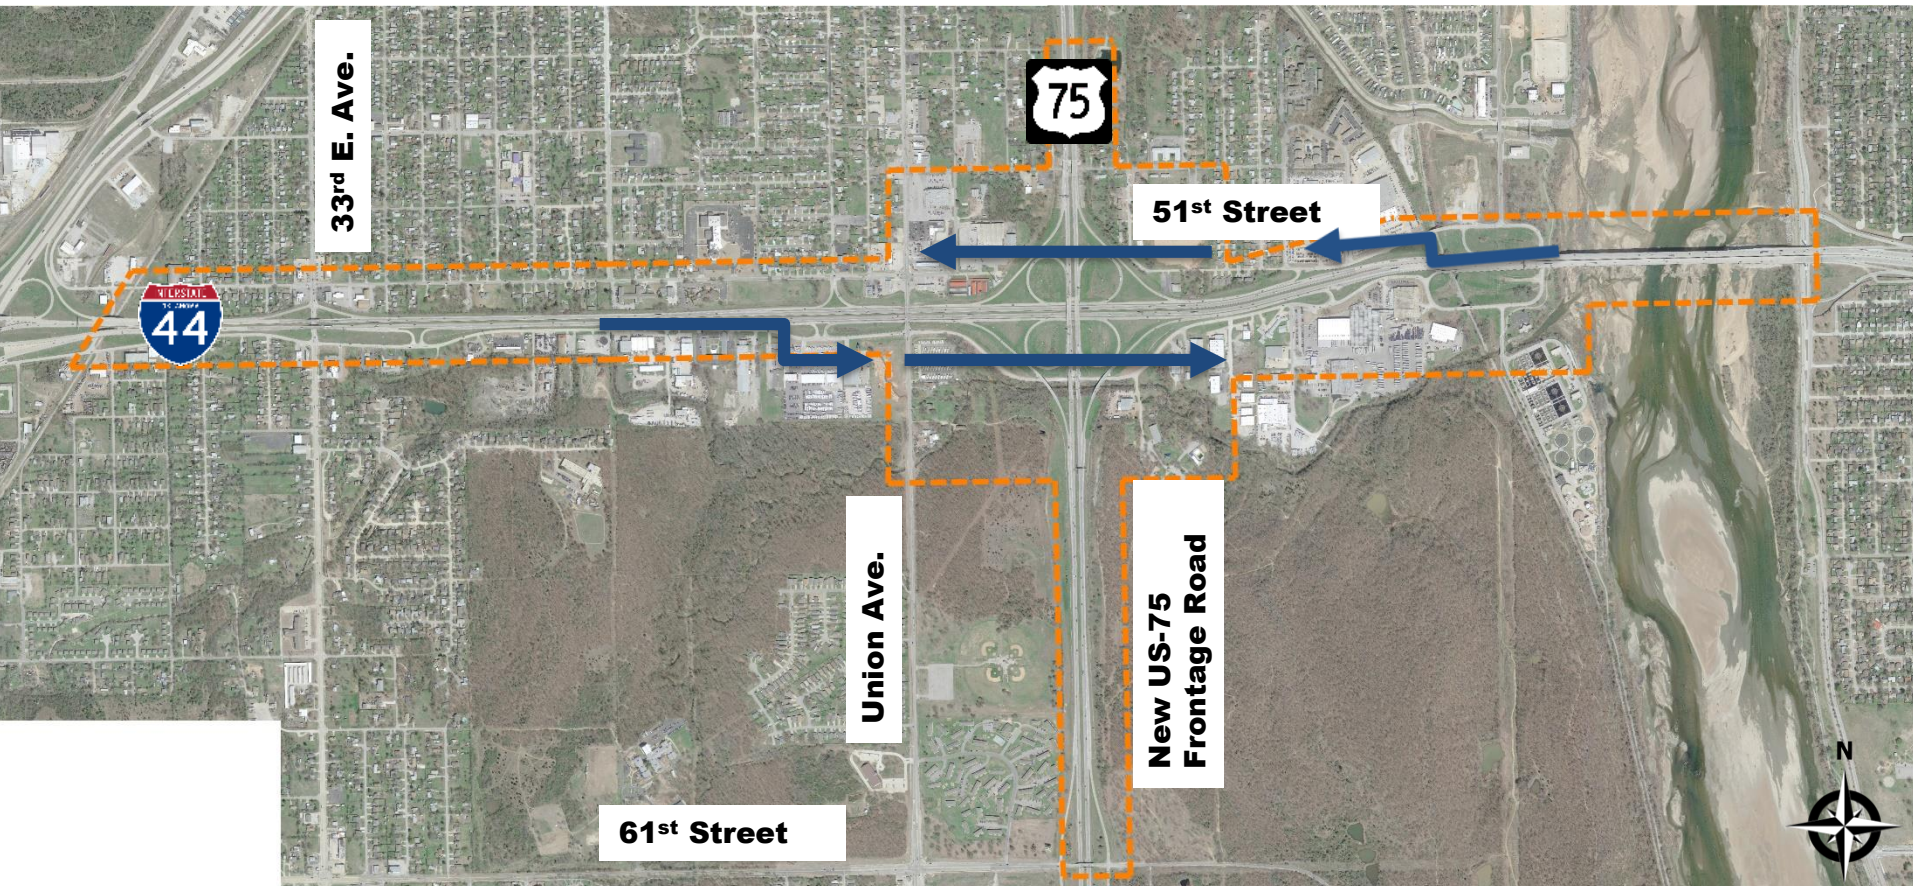 33rd E. Ave.
75
51st Street
INTERSTATE
44
Union Ave.
New US-75
Frontage Road
61st Street
N